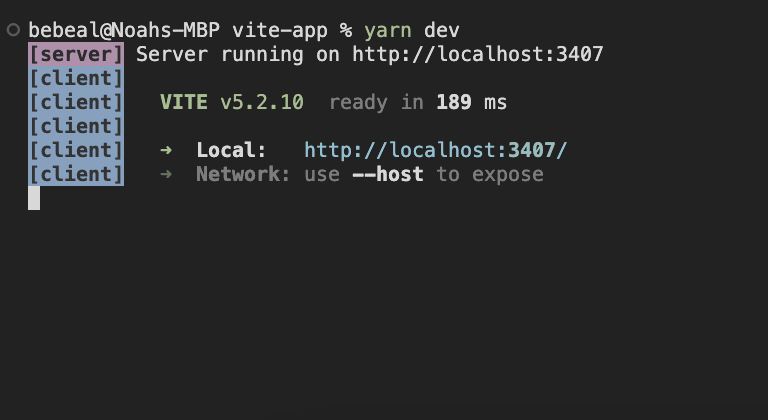 bebeal@Noahs-MBP vite-app % yarn dev
[server] Server running on http://localhost:3407
[client]
[client] VITE v5.2.10 ready in 189 ms
[client]
[client] ➜ Local: http://localhost:3407/
[client] ➜ Network: use --host to expose